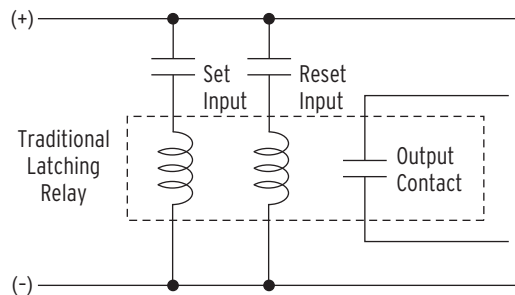 (+)
Set
Input
Reset
Input
Traditional
Latching
Relay
Output
Contact
(–)